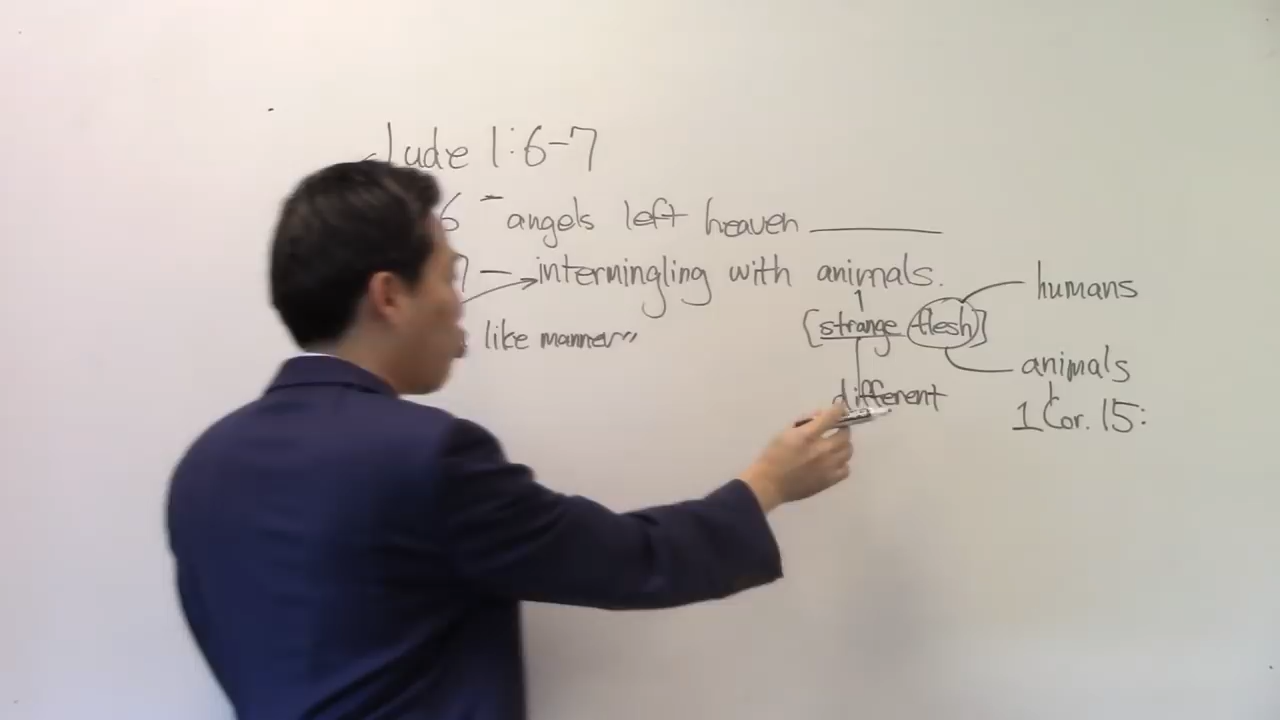 Jude 1:6-7
6 - angels left heaven
7 - intermingling with animals.
humans
[strange flesh]
like manner"
animals
different
1 Cor. 15: